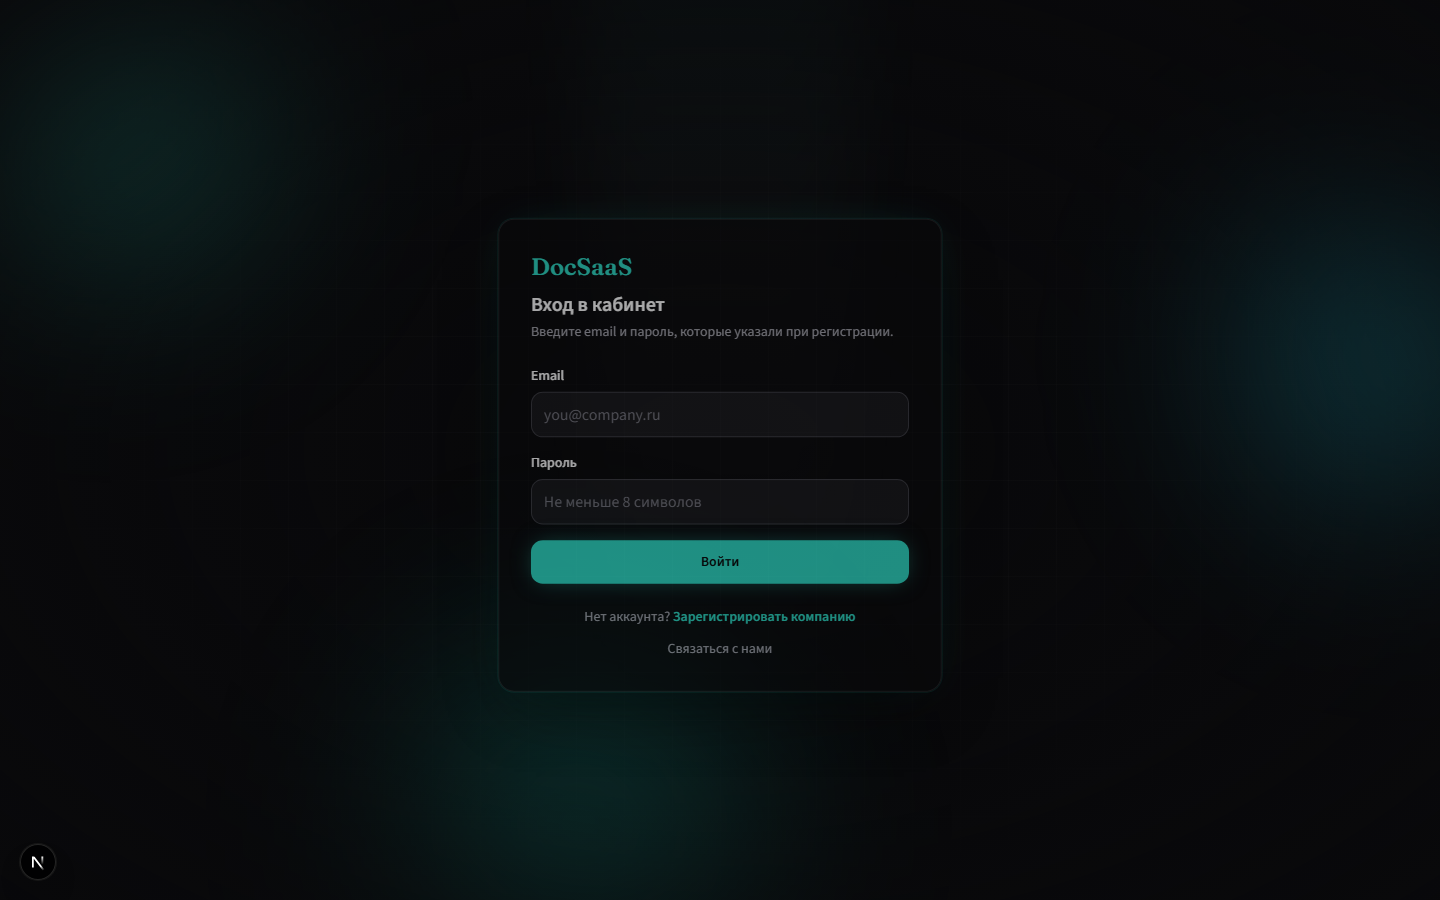 DocSaaS
Вход в кабинет
Введите email и пароль, которые указали при регистрации.
Email
you@company.ru
Пароль
Не меньше 8 символов
Войти
Нет аккаунта? Зарегистрировать компанию
Связаться с нами
N